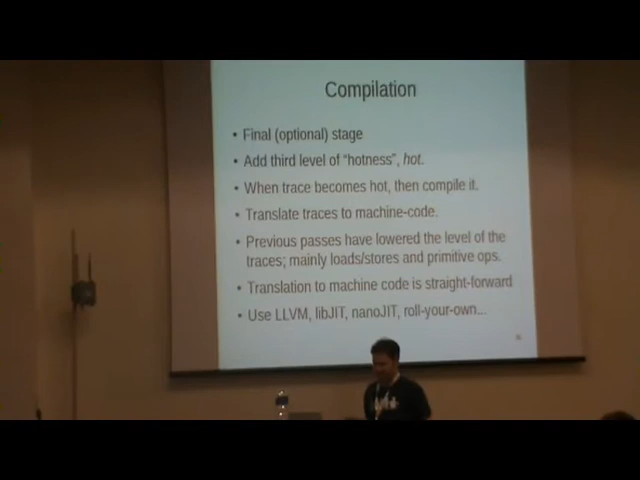 Compilation
• Final (optional) stage
• Add third level of “hotness”, hot.
• When trace becomes hot, then compile it.
• Translate traces to machine-code.
• Previous passes have lowered the level of the
traces; mainly loads/stores and primitive ops.
• Translation to machine code is straight-forward
• Use LLVM, libJIT, nanoJIT, roll-your-own...